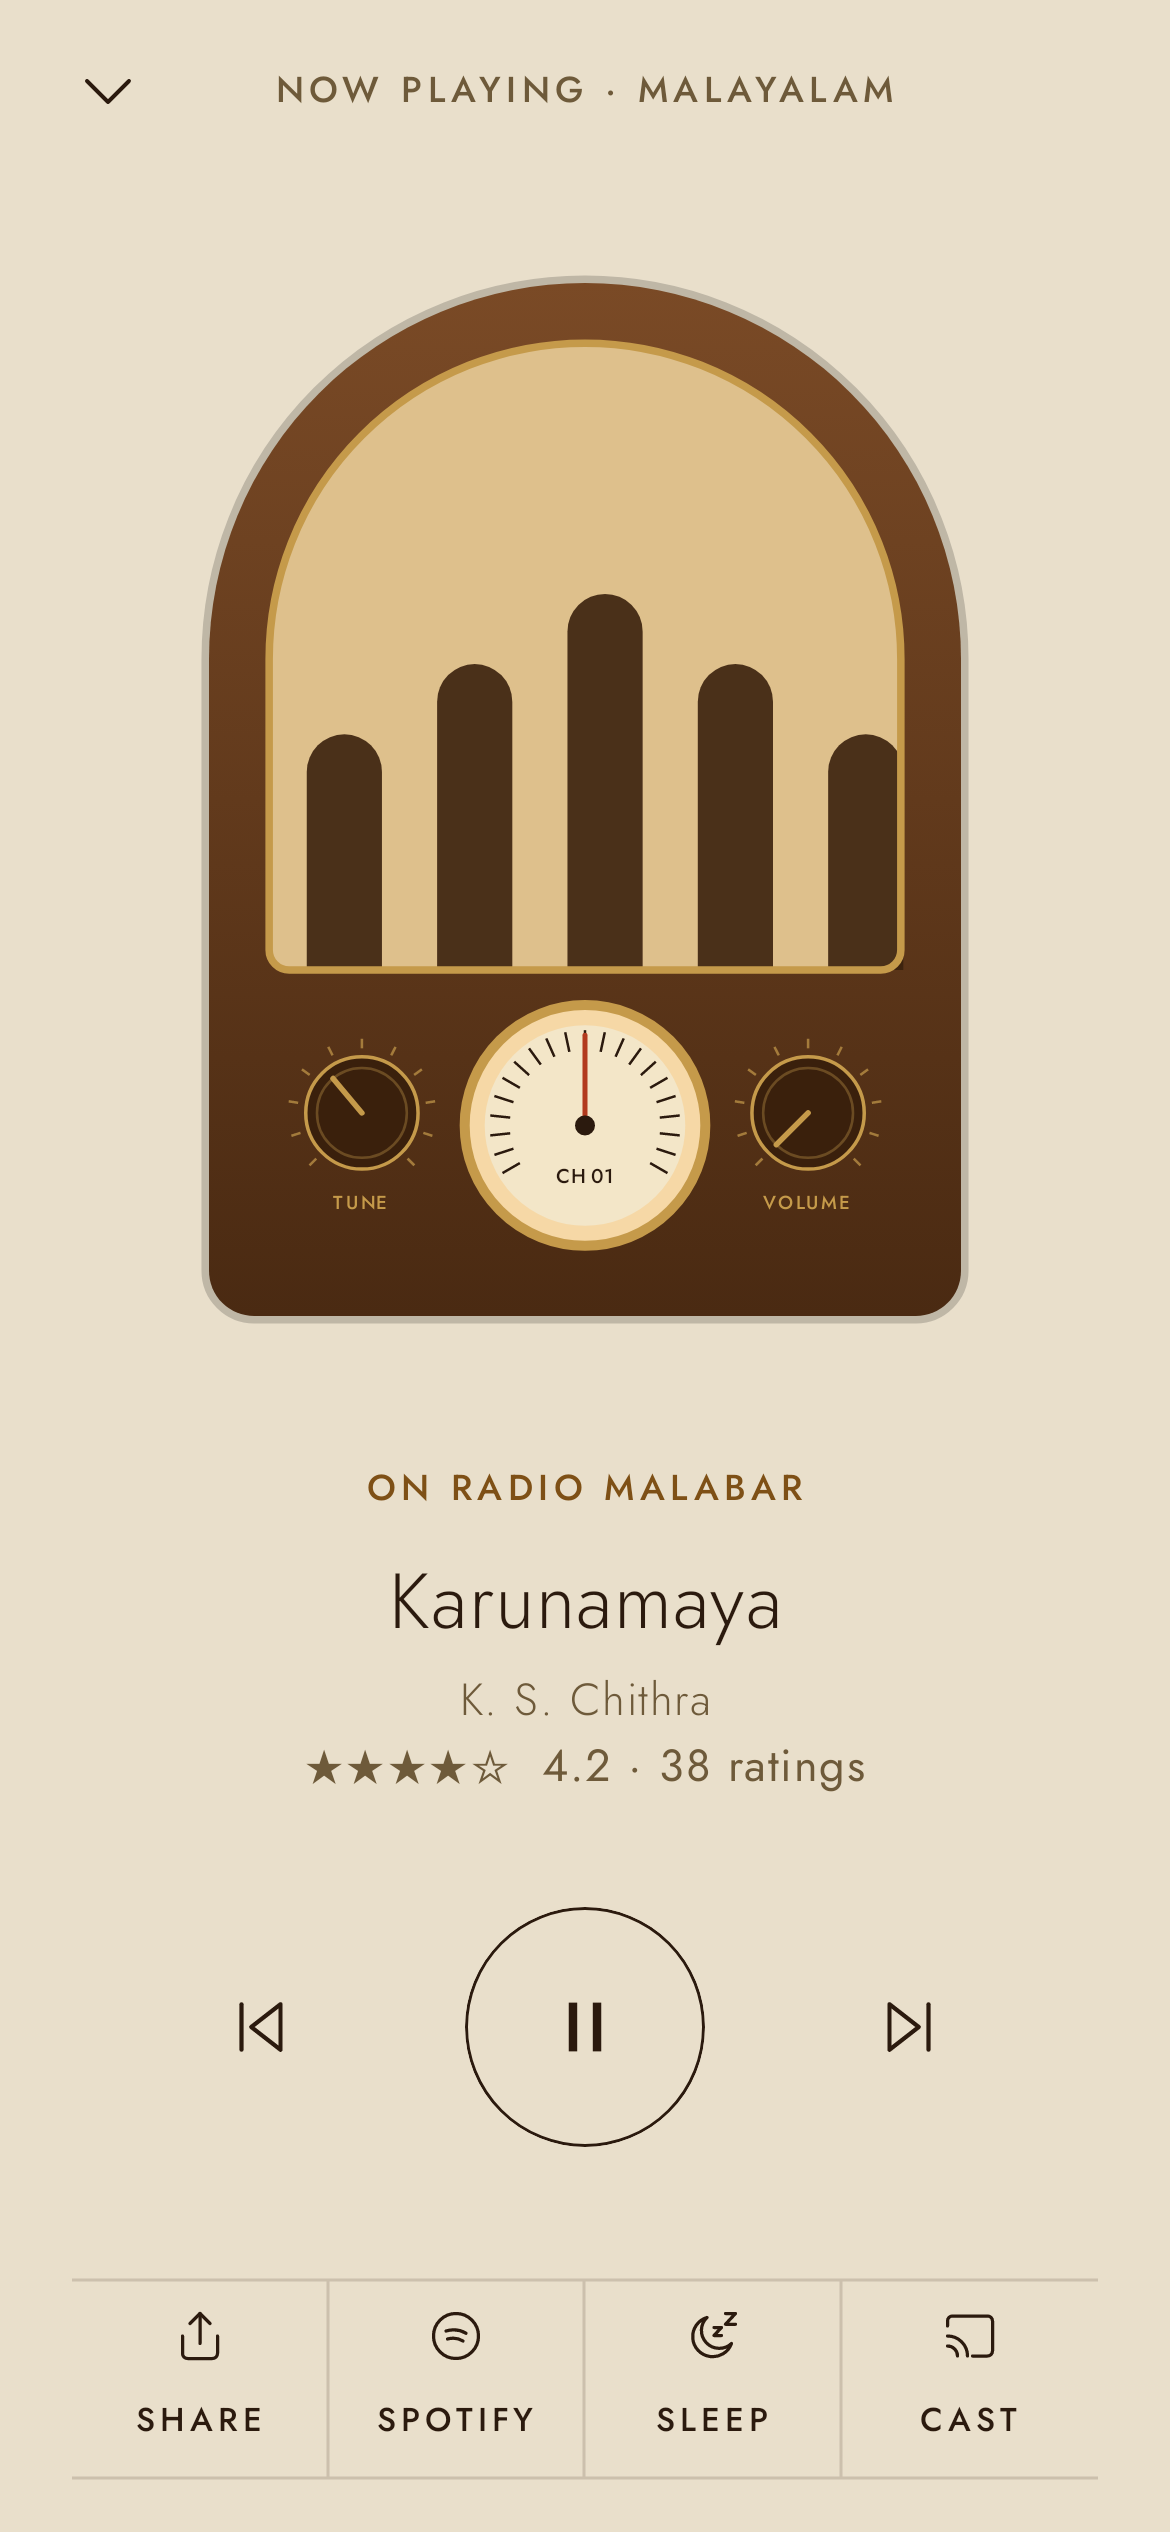 NOW PLAYING · MALAYALAM
CH 01
TUNE
VOLUME
ON RADIO MALABAR
Karunamaya
K. S. Chithra
★★★★☆ 4.2 · 38 ratings
SHARE
SPOTIFY
SLEEP
CAST